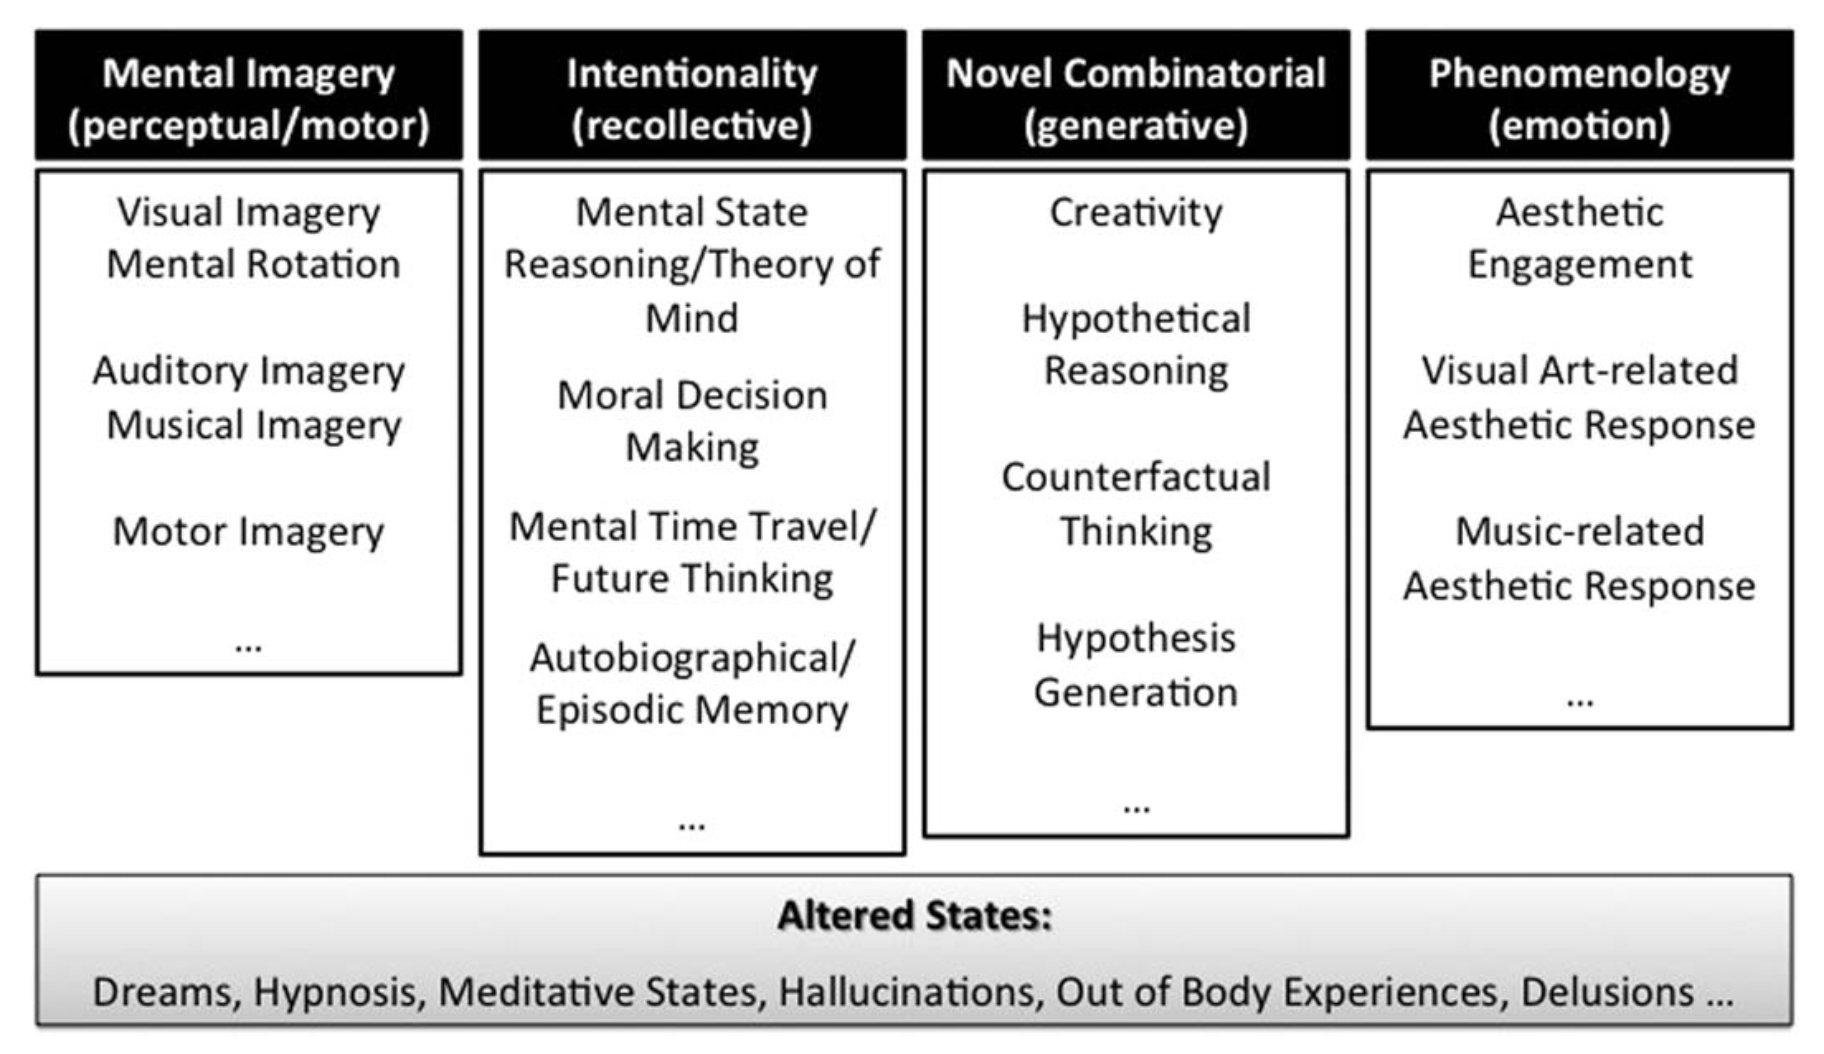 Mental Imagery
(perceptual/motor)
Visual Imagery
Mental Rotation
Auditory Imagery
Musical Imagery
Motor Imagery
...
Intentionality
(recollective)
Mental State
Reasoning/Theory of
Mind
Moral Decision
Making
Mental Time Travel/
Future Thinking
Autobiographical/
Episodic Memory
...
Novel Combinatorial
(generative)
Creativity
Hypothetical
Reasoning
Counterfactual
Thinking
Hypothesis
Generation
...
Phenomenology
(emotion)
Aesthetic
Engagement
Visual Art-related
Aesthetic Response
Music-related
Aesthetic Response
...
Altered States:
Dreams, Hypnosis, Meditative States, Hallucinations, Out of Body Experiences, Delusions ...